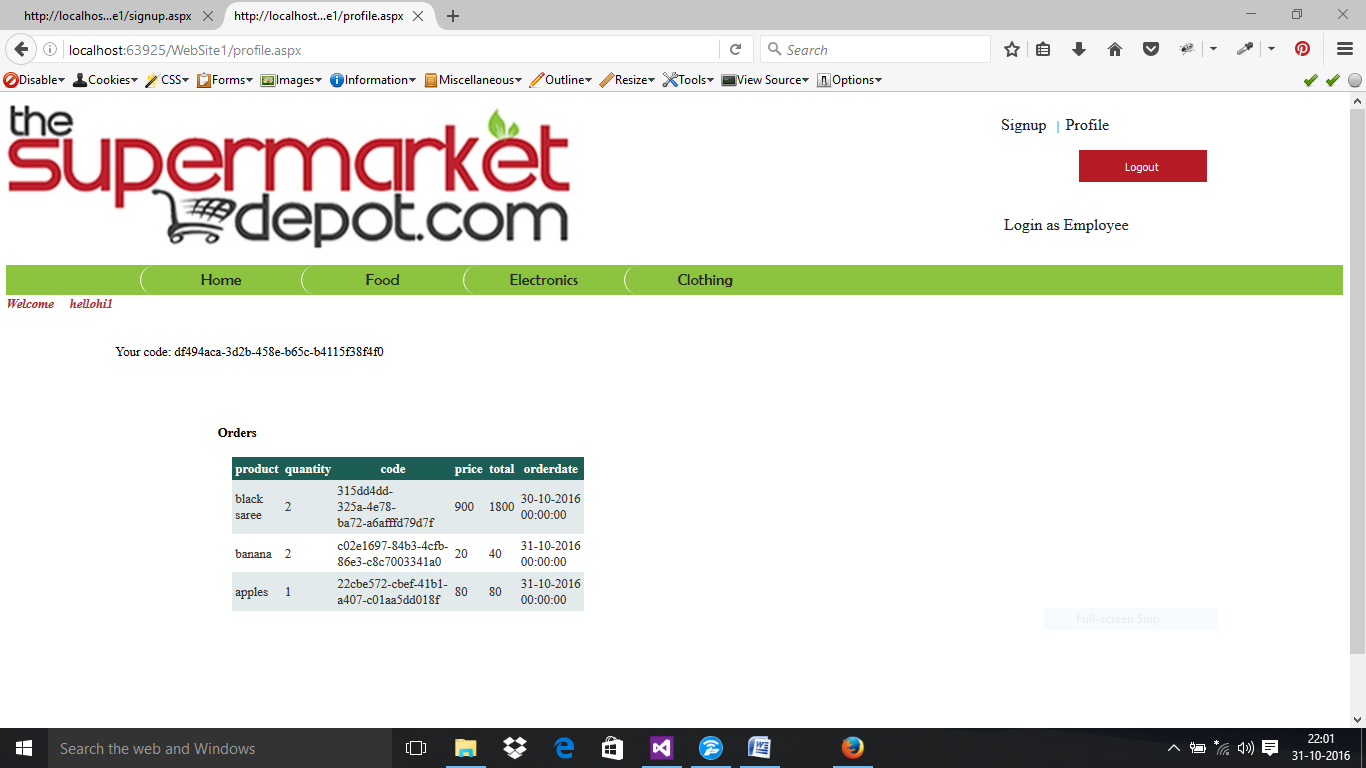 http://localhos...e1/signup.aspx http://localhost...e1/profile.aspx
localhost:63925/WebSite1/profile.aspx Search
Disable Cookies CSS Forms Images Information Miscellaneous Outline Resize Tools View Source Options
the
supermarket
depot.com
Signup | Profile
Logout
Login as Employee
Home Food Electronics Clothing
Welcome hellohi1
Your code: df494aca-3d2b-458e-b65c-b4115f38f4f0
Orders
product quantity code price total orderdate
black saree 2 315dd4dd-325a-4e78-ba72-a6afffd79d7f 900 1800 30-10-2016 00:00:00
banana 2 c02e1697-84b3-4cfb-86e3-c8c7003341a0 20 40 31-10-2016 00:00:00
apples 1 22cbe572-cbef-41b1-a407-c01aa5dd018f 80 80 31-10-2016 00:00:00
Full-screen Snip
Search the web and Windows
22:01
31-10-2016